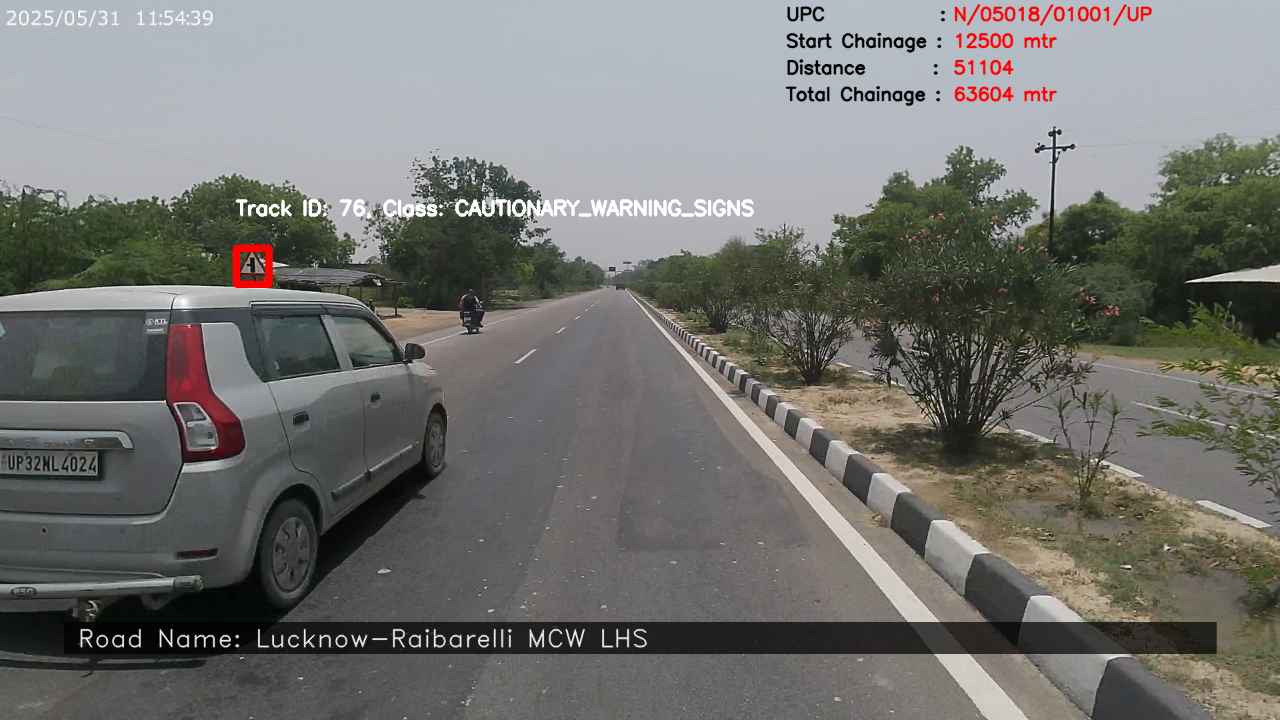 2025/05/31 11:54:39
UPC : N/05018/01001/UP
Start Chainage : 12500 mtr
Distance : 51104
Total Chainage : 63604 mtr
Track ID: 76, Class: CAUTIONARY_WARNING_SIGNS
UP32NL4024
Road Name: Lucknow-Raibarelli MCW LHS